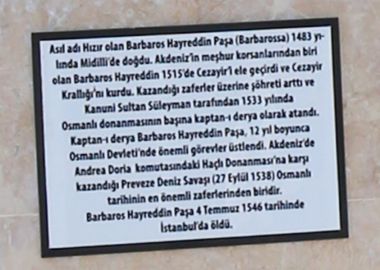 Asıl adı Hızır olan Barbaros Hayreddin Paşa (Barbarossa) 1483 yı-
lında Midilli'de doğdu. Akdeniz'in meşhur korsanlarından biri
olan Barbaros Hayreddin 1515'de Cezayir'i ele geçirdi ve Cezayir
Krallığı'nı kurdu. Kazandığı zaferler üzerine şöhreti arttı ve
Kanuni Sultan Süleyman tarafından 1533 yılında
Osmanlı donanmasının başına kaptan-ı derya olarak atandı.
Kaptan-ı derya Barbaros Hayreddin Paşa, 12 yıl boyunca
Osmanlı Devleti'nde önemli görevler üstlendi. Akdeniz'de
Andrea Doria komutasındaki Haçlı Donanması'na karşı
kazandığı Preveze Deniz Savaşı (27 Eylül 1538) Osmanlı
tarihinin en önemli zaferlerinden biridir.
Barbaros Hayreddin Paşa 4 Temmuz 1546 tarihinde
İstanbul'da öldü.